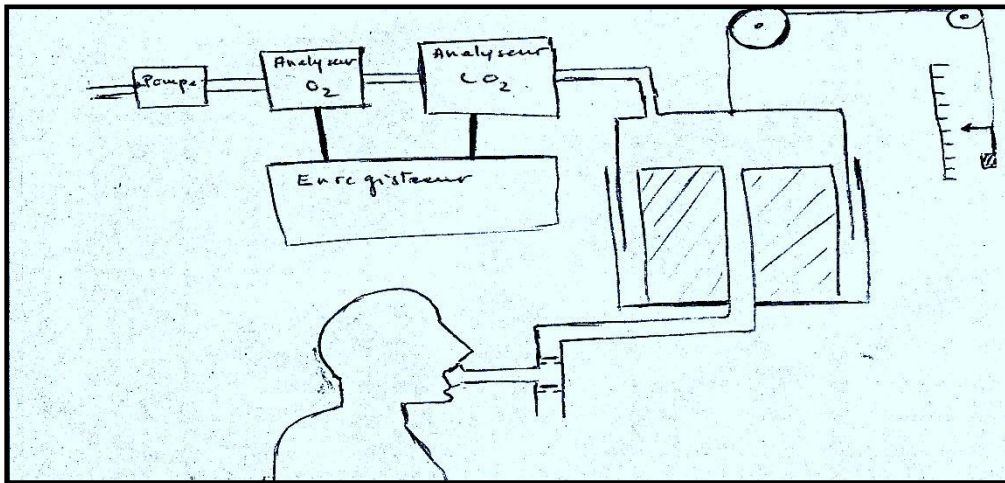 Pompe
Analyseur
O2
Analyseur
CO2
Enregistreur